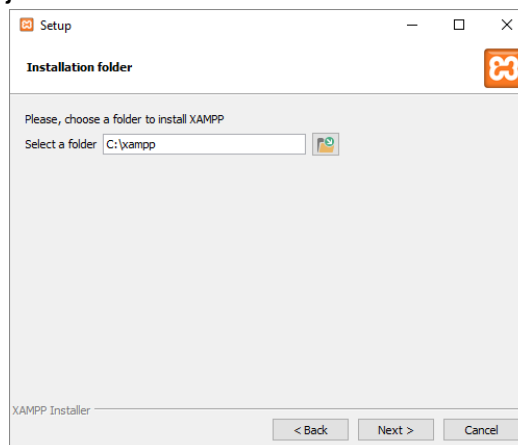 Setup
Installation folder
Please, choose a folder to install XAMPP
Select a folder C:\xampp
XAMPP Installer
< Back Next > Cancel